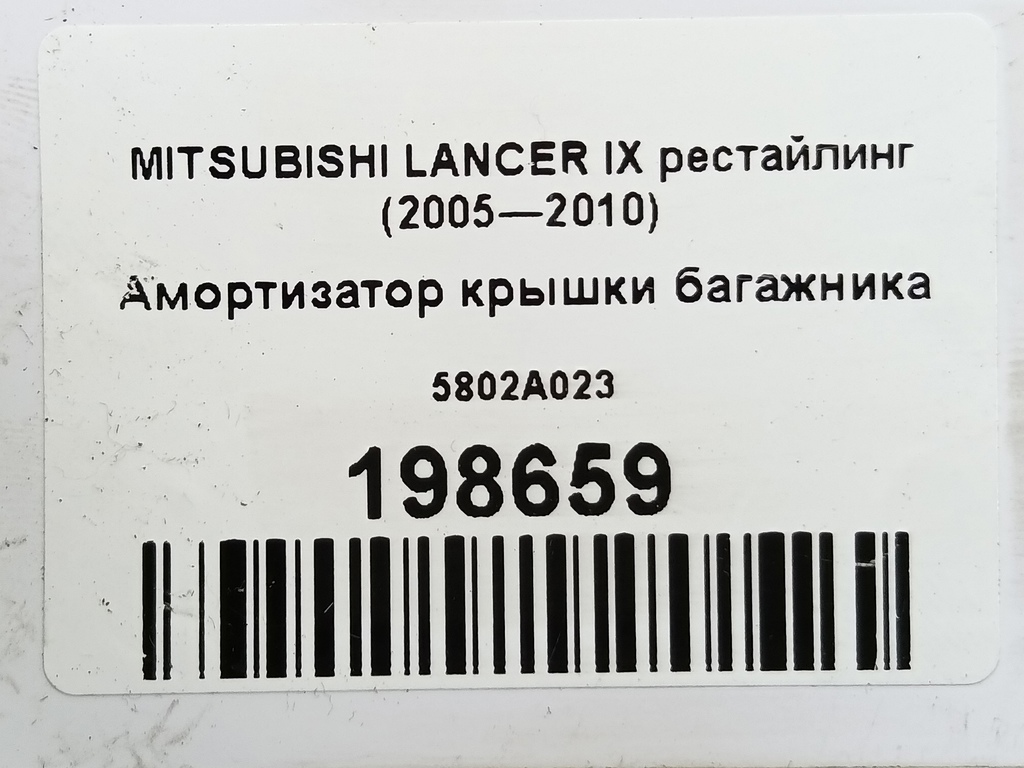 MITSUBISHI LANCER IX рестайлинг
(2005—2010)
Амортизатор крышки багажника
5802A023
198659